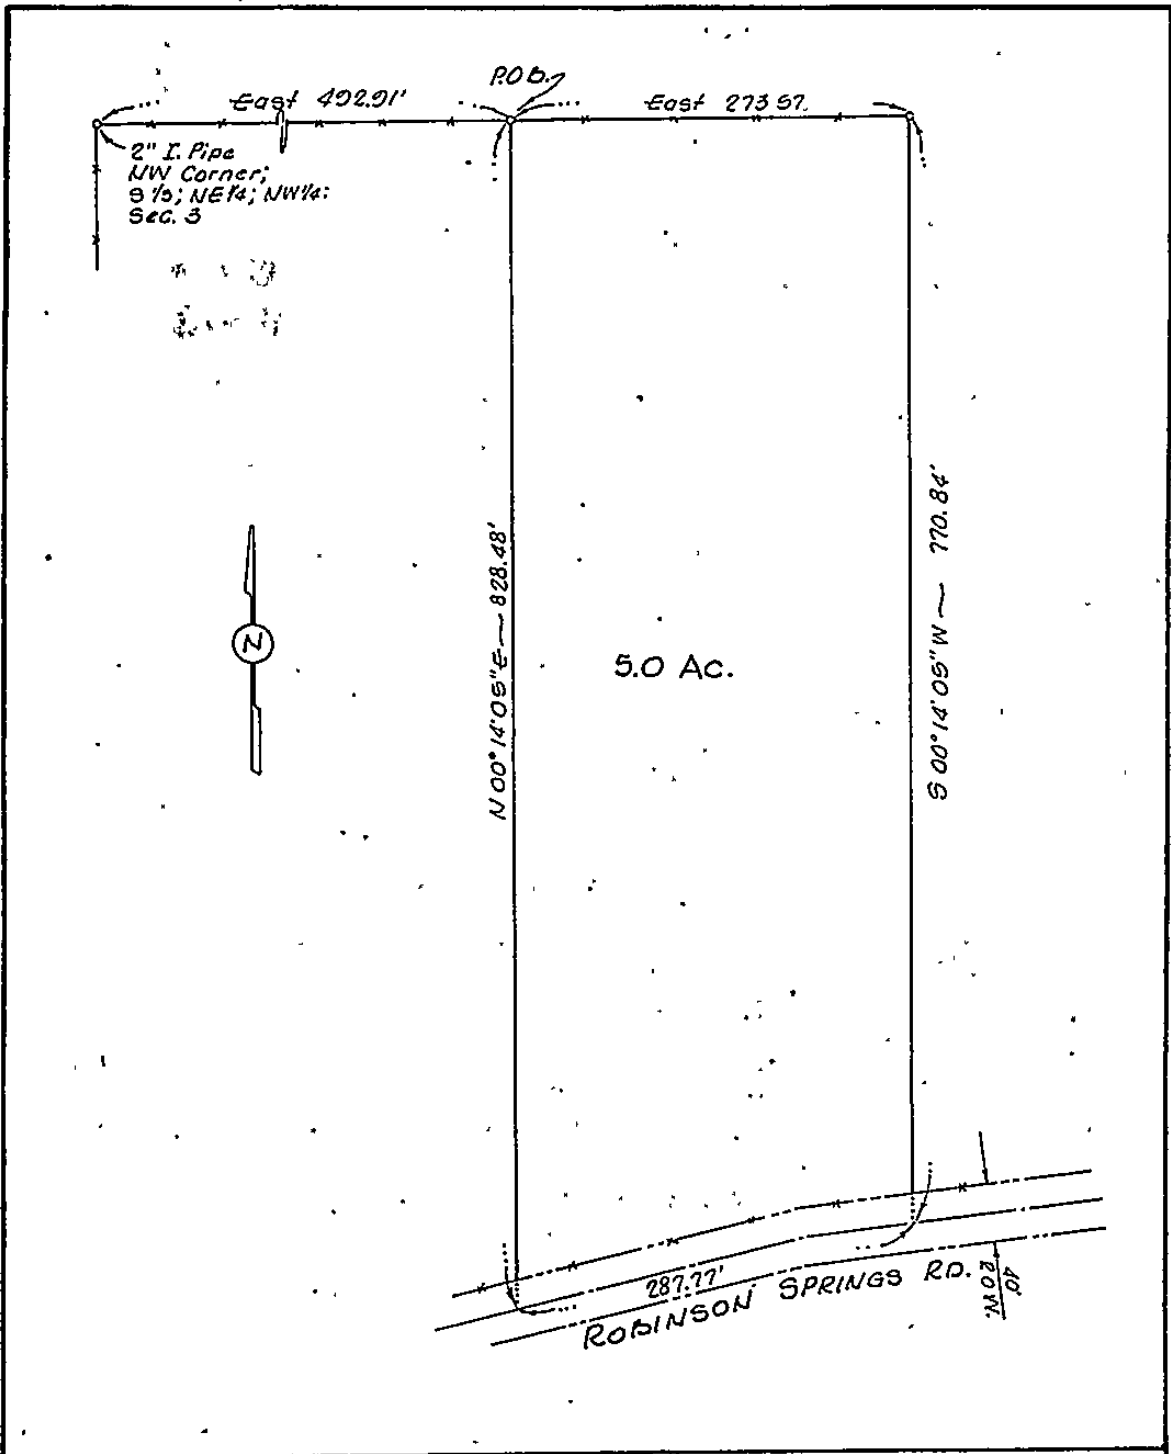 P.O.B.
East 492.91'
East 273.57
2" I. Pipe
NW Corner;
S ½; NE¼; NW¼;
Sec. 3
N 00°14'05" E — 828.48'
S 00°14'05" W — 770.84'
N
5.0 Ac.
287.77'
ROBINSON SPRINGS RD.
40'
R.O.W.